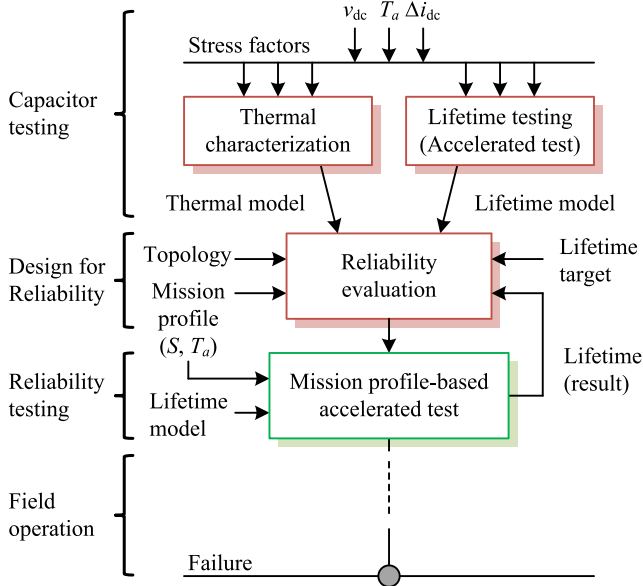 v_dc T_a Δi_dc
Stress factors
Capacitor
testing
Thermal
characterization
Lifetime testing
(Accelerated test)
Thermal model
Lifetime model
Design for
Reliability
Topology
Mission
profile
(S, T_a)
Reliability
evaluation
Lifetime
target
Reliability
testing
Lifetime
model
Mission profile-based
accelerated test
Lifetime
(result)
Field
operation
Failure